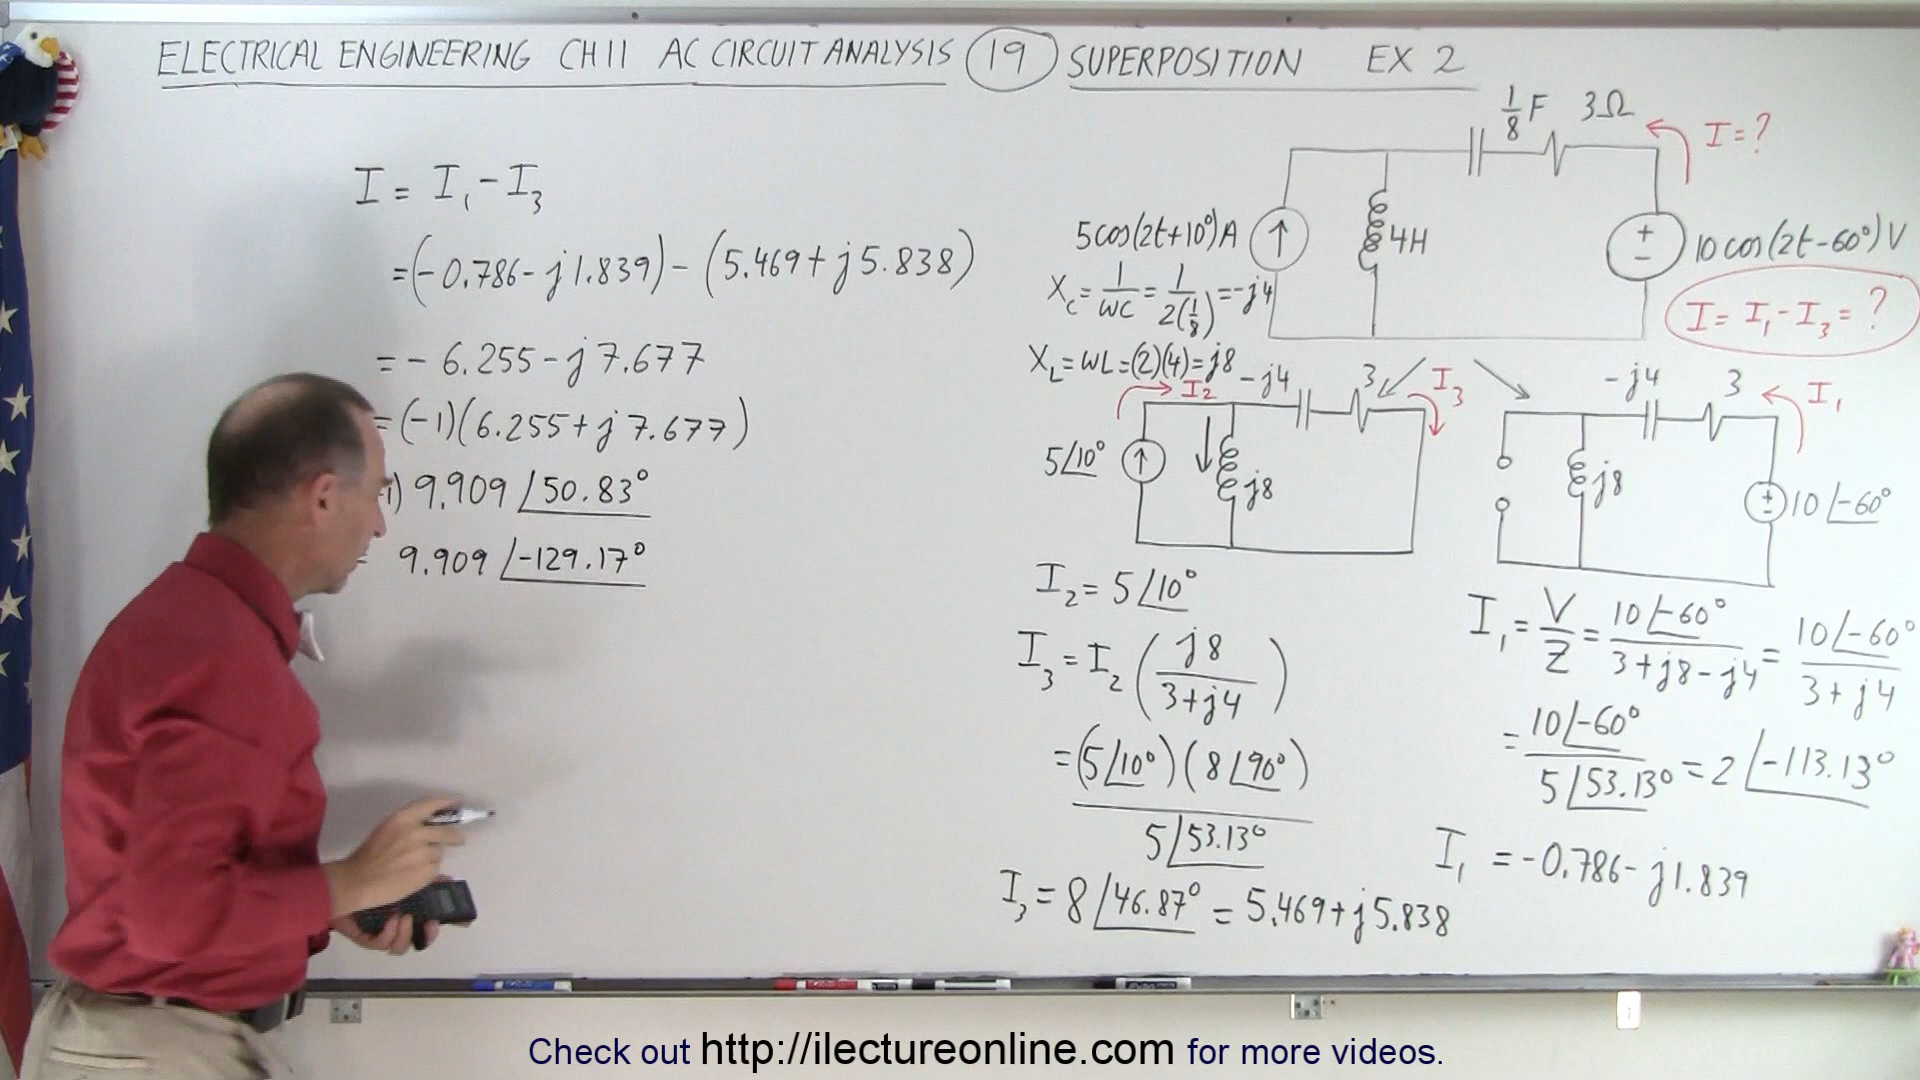 ELECTRICAL ENGINEERING CH 11 AC CIRCUIT ANALYSIS 19 SUPERPOSITION EX 2
I = I₁ - I₃
= (-0.786 - j1.839) - (5.469 + j5.838)
= - 6.255 - j7.677
= (-1)(6.255 + j7.677)
1) 9.909 ∠50.83°
9.909 ∠-129.17°
1/8 F 3Ω
I = ?
5cos(2t+10°)A
4H
+
-
10cos(2t-60°)V
X_C = 1/WC = 1/2(1/8) = -j4
I = I₁ - I₃ = ?
X_L = WL = (2)(4) = j8
I₂
-j4
3
I₃
5∠10°
j8
-j4
3
I₁
j8
+
-
10∠-60°
I₂ = 5∠10°
I₃ = I₂ (j8 / 3+j4)
= (5∠10°)(8∠90°) / 5∠53.13°
I₃ = 8∠46.87° = 5.469 + j5.838
I₁ = V/Z = 10∠-60° / 3+j8-j4 = 10∠-60° / 3+j4
= 10∠-60° / 5∠53.13° = 2∠-113.13°
I₁ = -0.786 - j1.839
Check out http://ilectureonline.com for more videos.